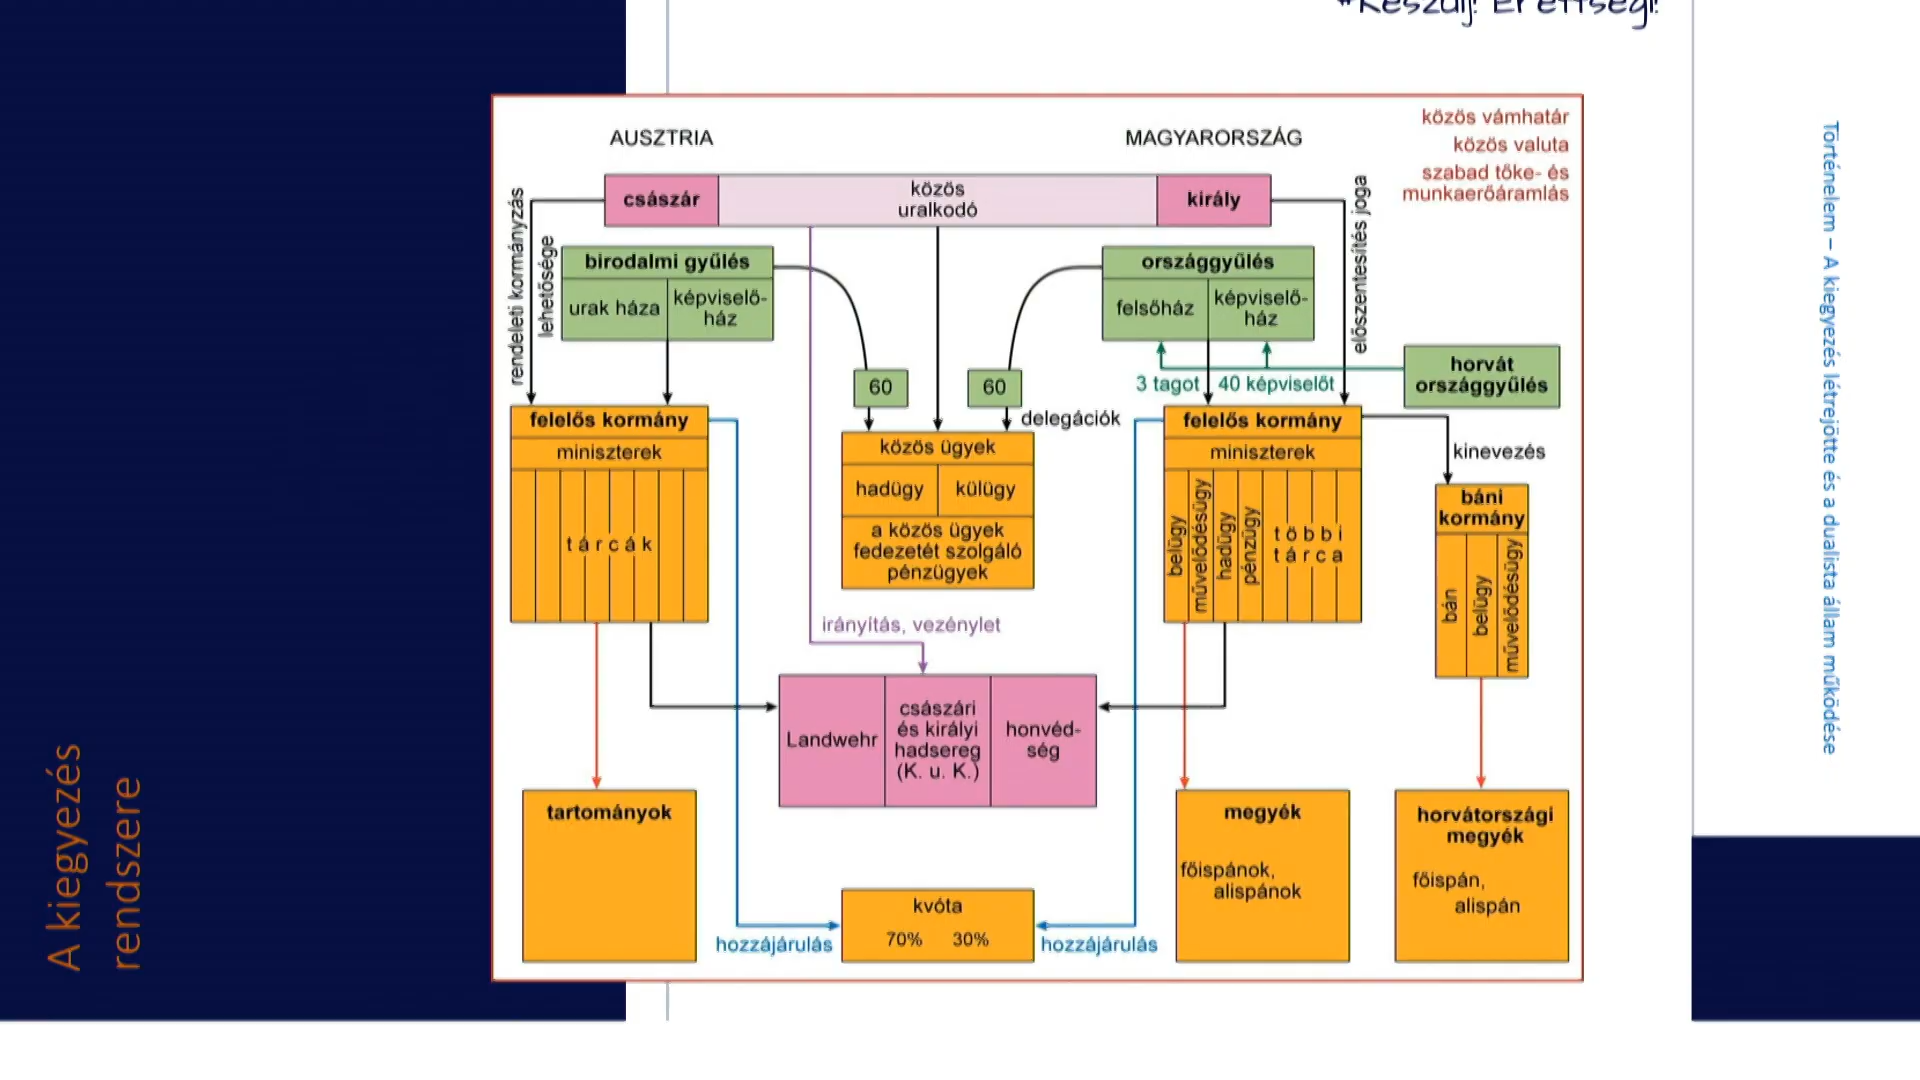 #Készülj! Érettségi!
AUSZTRIA
MAGYARORSZÁG
közös vámhatár
közös valuta
szabad tőke- és
munkaerőáramlás
császár
közös
uralkodó
király
rendeleti kormányzás
lehetősége
előszentesítés joga
birodalmi gyűlés
urak háza
képviselő-
ház
országgyűlés
felsőház
képviselő-
ház
horvát
országgyűlés
60
60
3 tagot
40 képviselőt
delegációk
felelős kormány
miniszterek
tárcák
közös ügyek
hadügy
külügy
a közös ügyek
fedezetét szolgáló
pénzügyek
felelős kormány
miniszterek
belügy
művelődésügy
hadügy
pénzügy
többi
tárca
kinevezés
báni
kormány
bán
belügy
művelődésügy
irányítás, vezénylet
Landwehr
császári
és királyi
hadsereg
(K. u. K.)
honvéd-
ség
tartományok
megyék
főispánok,
alispánok
horvátországi
megyék
főispán,
alispán
kvóta
70% 30%
hozzájárulás
hozzájárulás
A kiegyezés
rendszere
Történelem – A kiegyezés létrejötte és a dualista állam működése